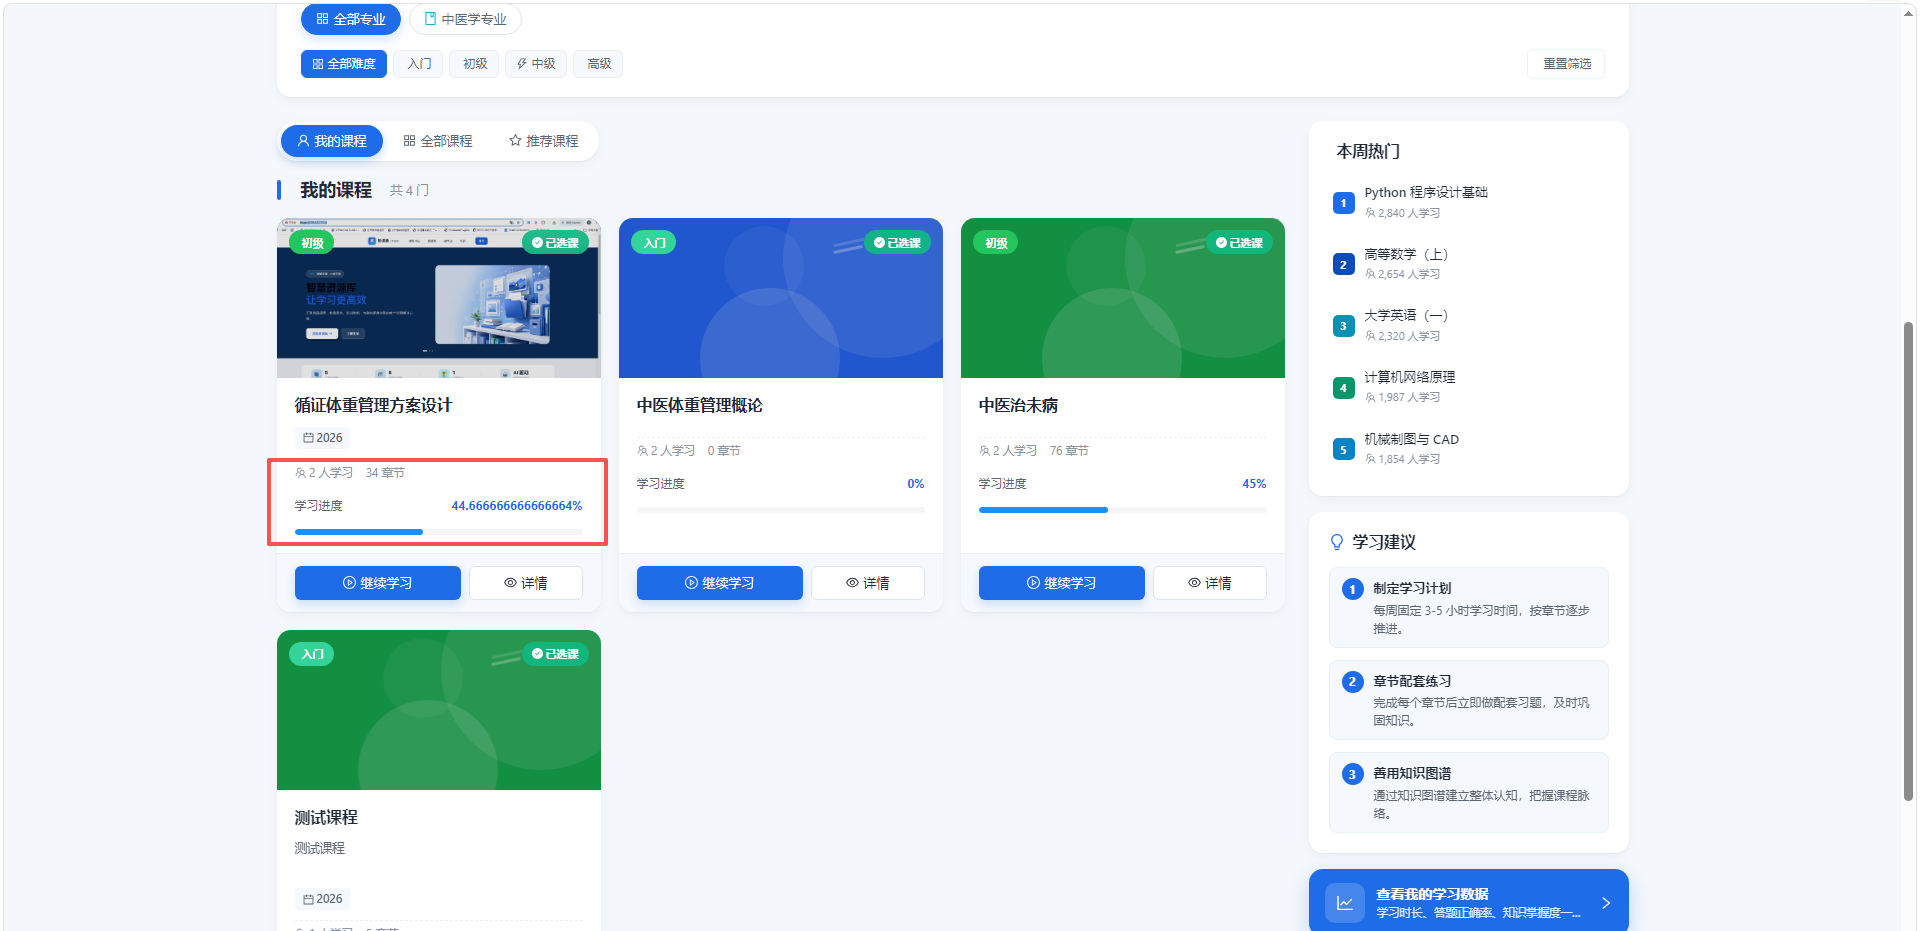 全部专业
中医学专业
全部难度
入门
初级
中级
高级
重置筛选
我的课程
全部课程
推荐课程
我的课程 共 4 门
初级
已选课
智慧资源库
让学习更高效
循证体重管理方案设计
2026
2 人学习 34 章节
学习进度 44.666666666666664%
继续学习
详情
入门
已选课
中医体重管理概论
2 人学习 0 章节
学习进度 0%
继续学习
详情
初级
已选课
中医治未病
2 人学习 76 章节
学习进度 45%
继续学习
详情
入门
已选课
测试课程
测试课程
2026
本周热门
1 Python 程序设计基础
2,840 人学习
2 高等数学（上）
2,654 人学习
3 大学英语（一）
2,320 人学习
4 计算机网络原理
1,987 人学习
5 机械制图与 CAD
1,854 人学习
学习建议
1 制定学习计划
每周固定 3-5 小时学习时间，按章节逐步
推进。
2 章节配套练习
完成每个章节后立即做配套习题，及时巩
固知识。
3 善用知识图谱
通过知识图谱建立整体认知，把握课程脉
络。
查看我的学习数据
学习时长、答题正确率、知识掌握度一...